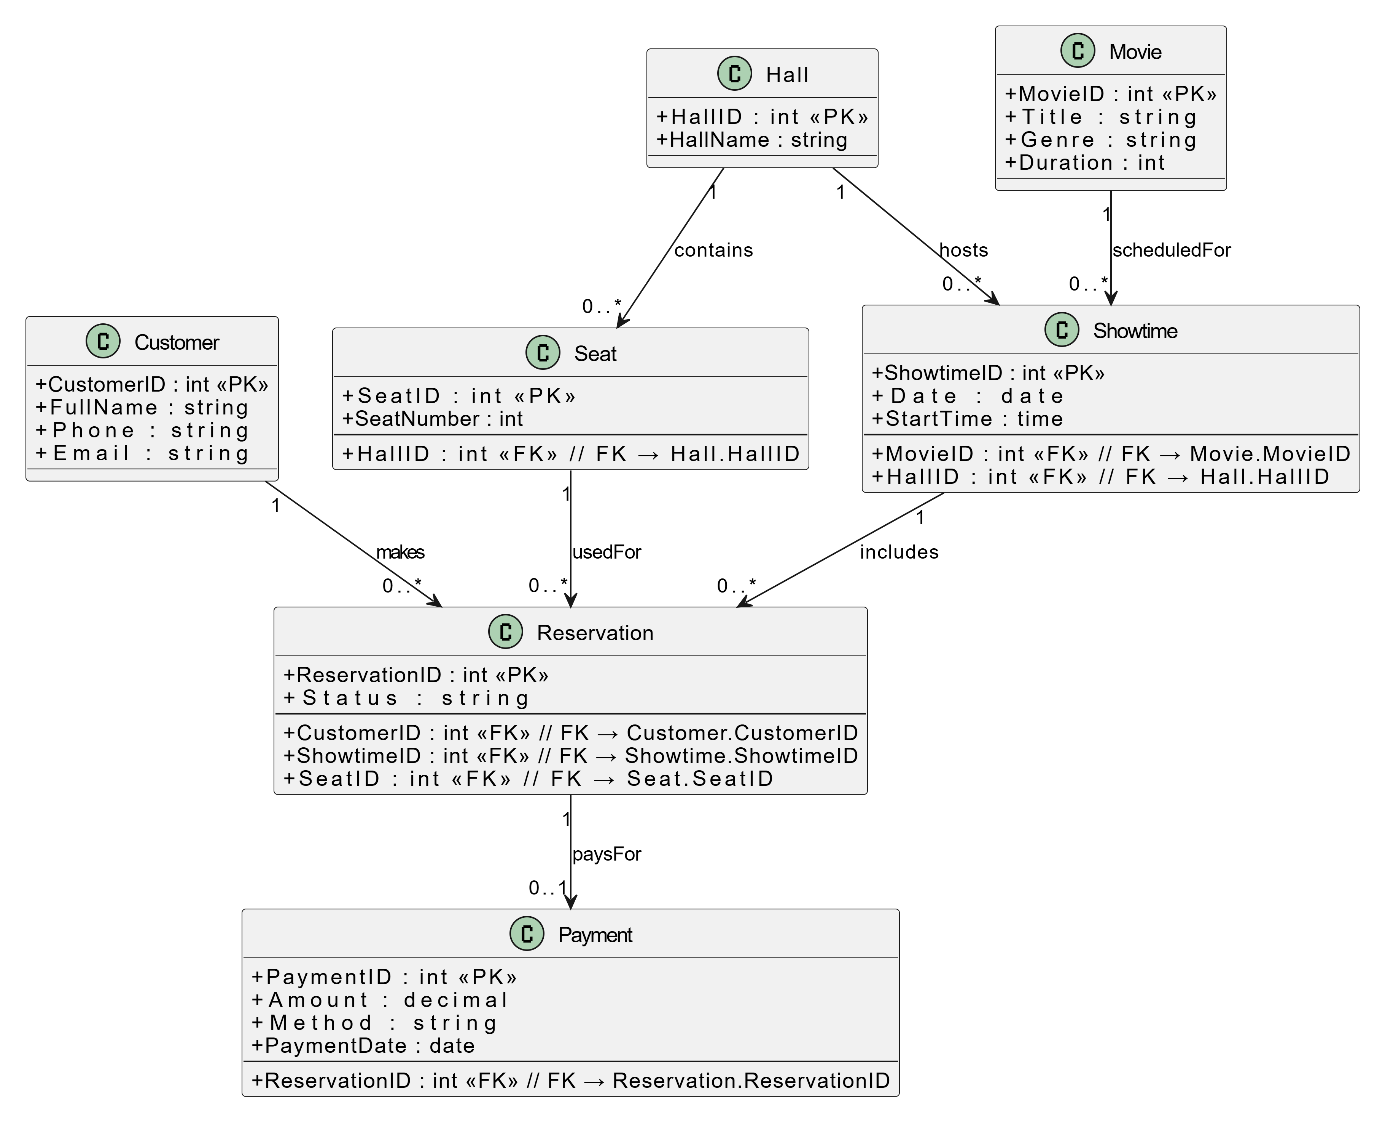 C Movie
+MovieID : int «PK»
+Title : string
+Genre : string
+Duration : int
C Hall
+HallID : int «PK»
+HallName : string
1
1
1
contains
hosts
scheduledFor
0..*
0..*
0..*
C Customer
+CustomerID : int «PK»
+FullName : string
+Phone : string
+Email : string
C Seat
+SeatID : int «PK»
+SeatNumber : int
+HallID : int «FK» // FK → Hall.HallID
C Showtime
+ShowtimeID : int «PK»
+Date : date
+StartTime : time
+MovieID : int «FK» // FK → Movie.MovieID
+HallID : int «FK» // FK → Hall.HallID
1
1
1
makes
usedFor
includes
0..*
0..*
0..*
C Reservation
+ReservationID : int «PK»
+Status : string
+CustomerID : int «FK» // FK → Customer.CustomerID
+ShowtimeID : int «FK» // FK → Showtime.ShowtimeID
+SeatID : int «FK» // FK → Seat.SeatID
1
paysFor
0..1
C Payment
+PaymentID : int «PK»
+Amount : decimal
+Method : string
+PaymentDate : date
+ReservationID : int «FK» // FK → Reservation.ReservationID